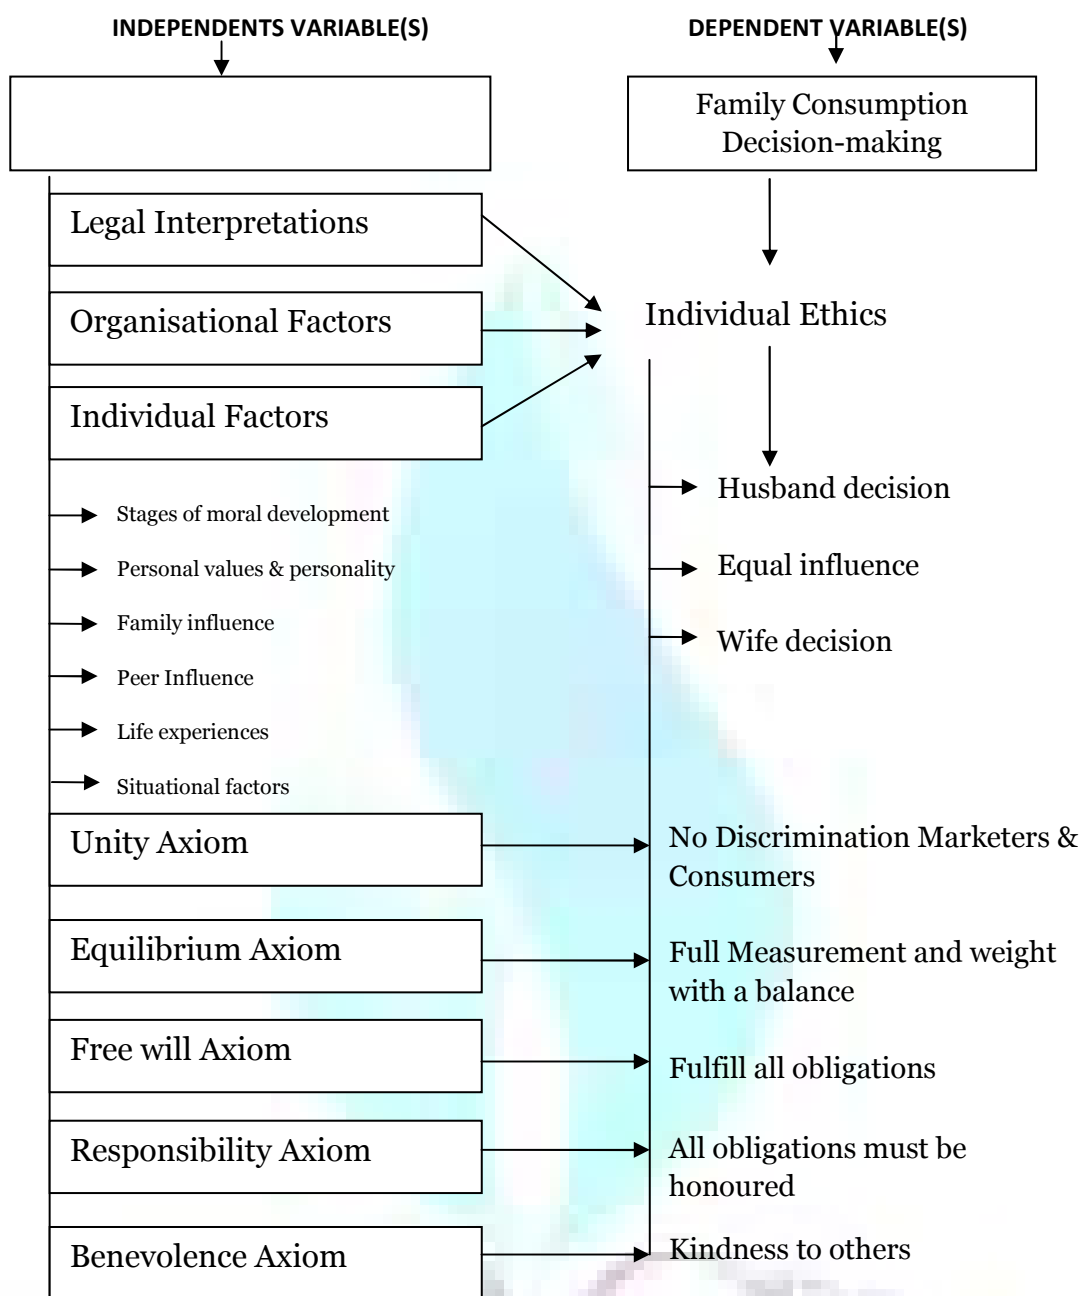 INDEPENDENTS VARIABLE(S)
DEPENDENT VARIABLE(S)
Family Consumption
Decision-making
Legal Interpretations
Organisational Factors
Individual Factors
Individual Ethics
Stages of moral development
Personal values & personality
Family influence
Peer Influence
Life experiences
Situational factors
Husband decision
Equal influence
Wife decision
Unity Axiom
No Discrimination Marketers &
Consumers
Equilibrium Axiom
Full Measurement and weight
with a balance
Free will Axiom
Fulfill all obligations
Responsibility Axiom
All obligations must be
honoured
Benevolence Axiom
Kindness to others